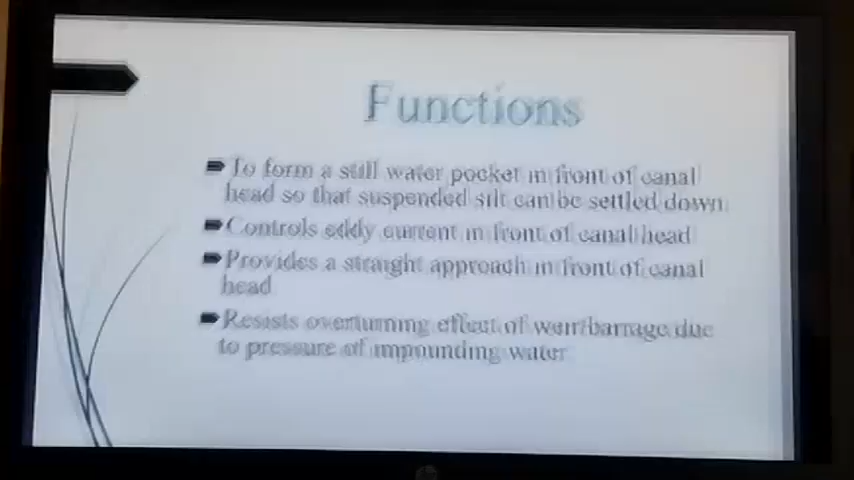 Functions
To form a still water pocket in front of canal
head so that suspended silt can be settled down
Controls eddy current in front of canal head
Provides a straight approach in front of canal
head
Resists overturning effect of weir/barrage due
to pressure of impounding water